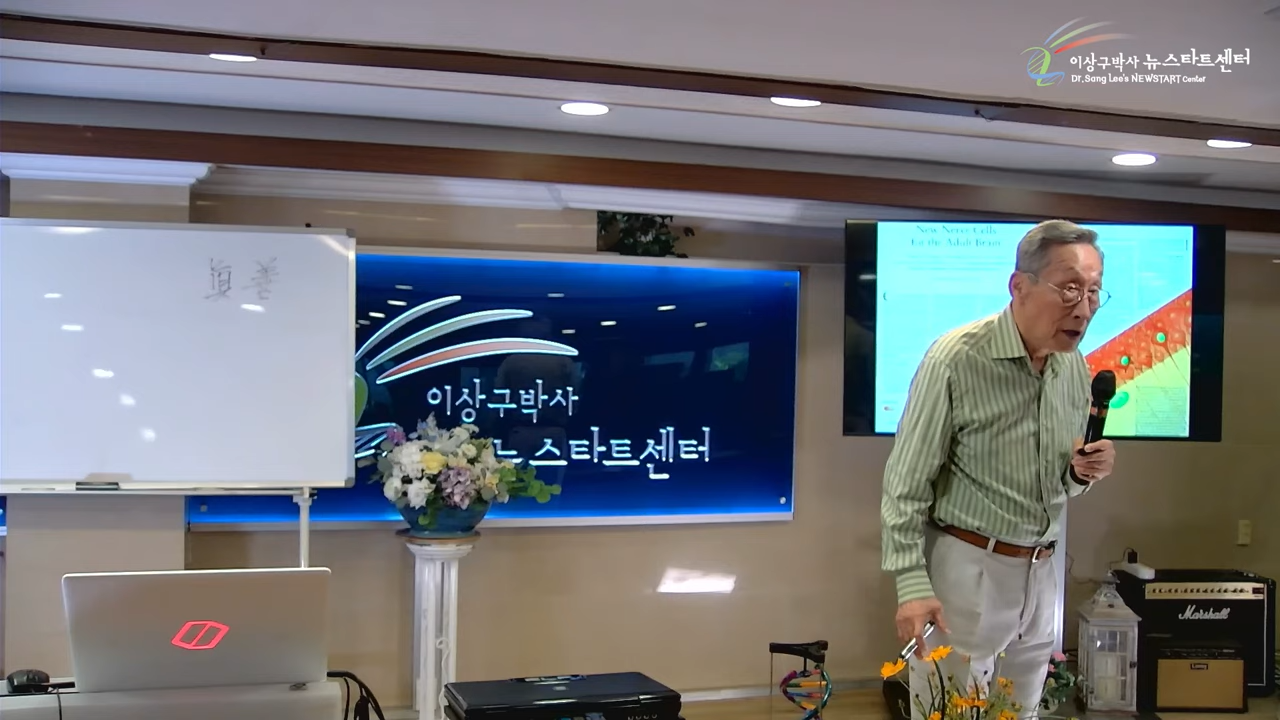 이상구박사 뉴스타트센터
Dr. Sang Lee's NEWSTART Center
眞 善
New Nerve Cells
for the Adult Brain
이상구박사
뉴스타트센터
Marshall
Laney